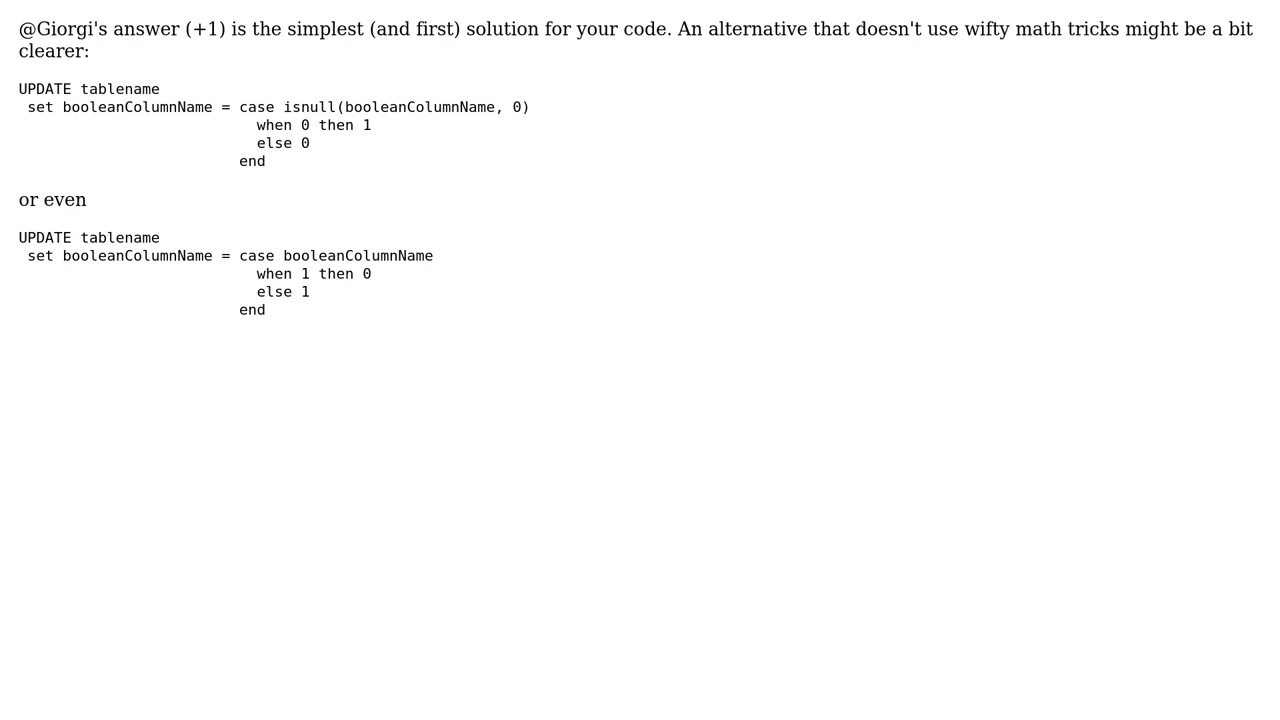 @Giorgi's answer (+1) is the simplest (and first) solution for your code. An alternative that doesn't use wifty math tricks might be a bit
clearer:
UPDATE tablename
 set booleanColumnName = case isnull(booleanColumnName, 0)
                           when 0 then 1
                           else 0
                         end
or even
UPDATE tablename
 set booleanColumnName = case booleanColumnName
                           when 1 then 0
                           else 1
                         end